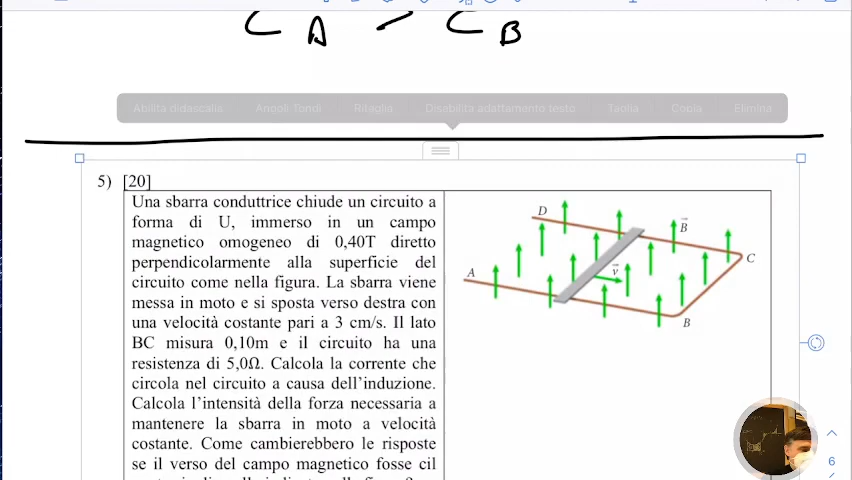 C A > C B
Abilita didascalia Angoli Tondi Ritaglia Disabilita adattamento testo Taglia Copia Elimina
5) [20]
Una sbarra conduttrice chiude un circuito a
forma di U, immerso in un campo
magnetico omogeneo di 0,40T diretto
perpendicolarmente alla superficie del
circuito come nella figura. La sbarra viene
messa in moto e si sposta verso destra con
una velocità costante pari a 3 cm/s. Il lato
BC misura 0,10m e il circuito ha una
resistenza di 5,0Ω. Calcola la corrente che
circola nel circuito a causa dell’induzione.
Calcola l’intensità della forza necessaria a
mantenere la sbarra in moto a velocità
costante. Come cambierebbero le risposte
se il verso del campo magnetico fosse cil
D
B
C
A
v
B
6